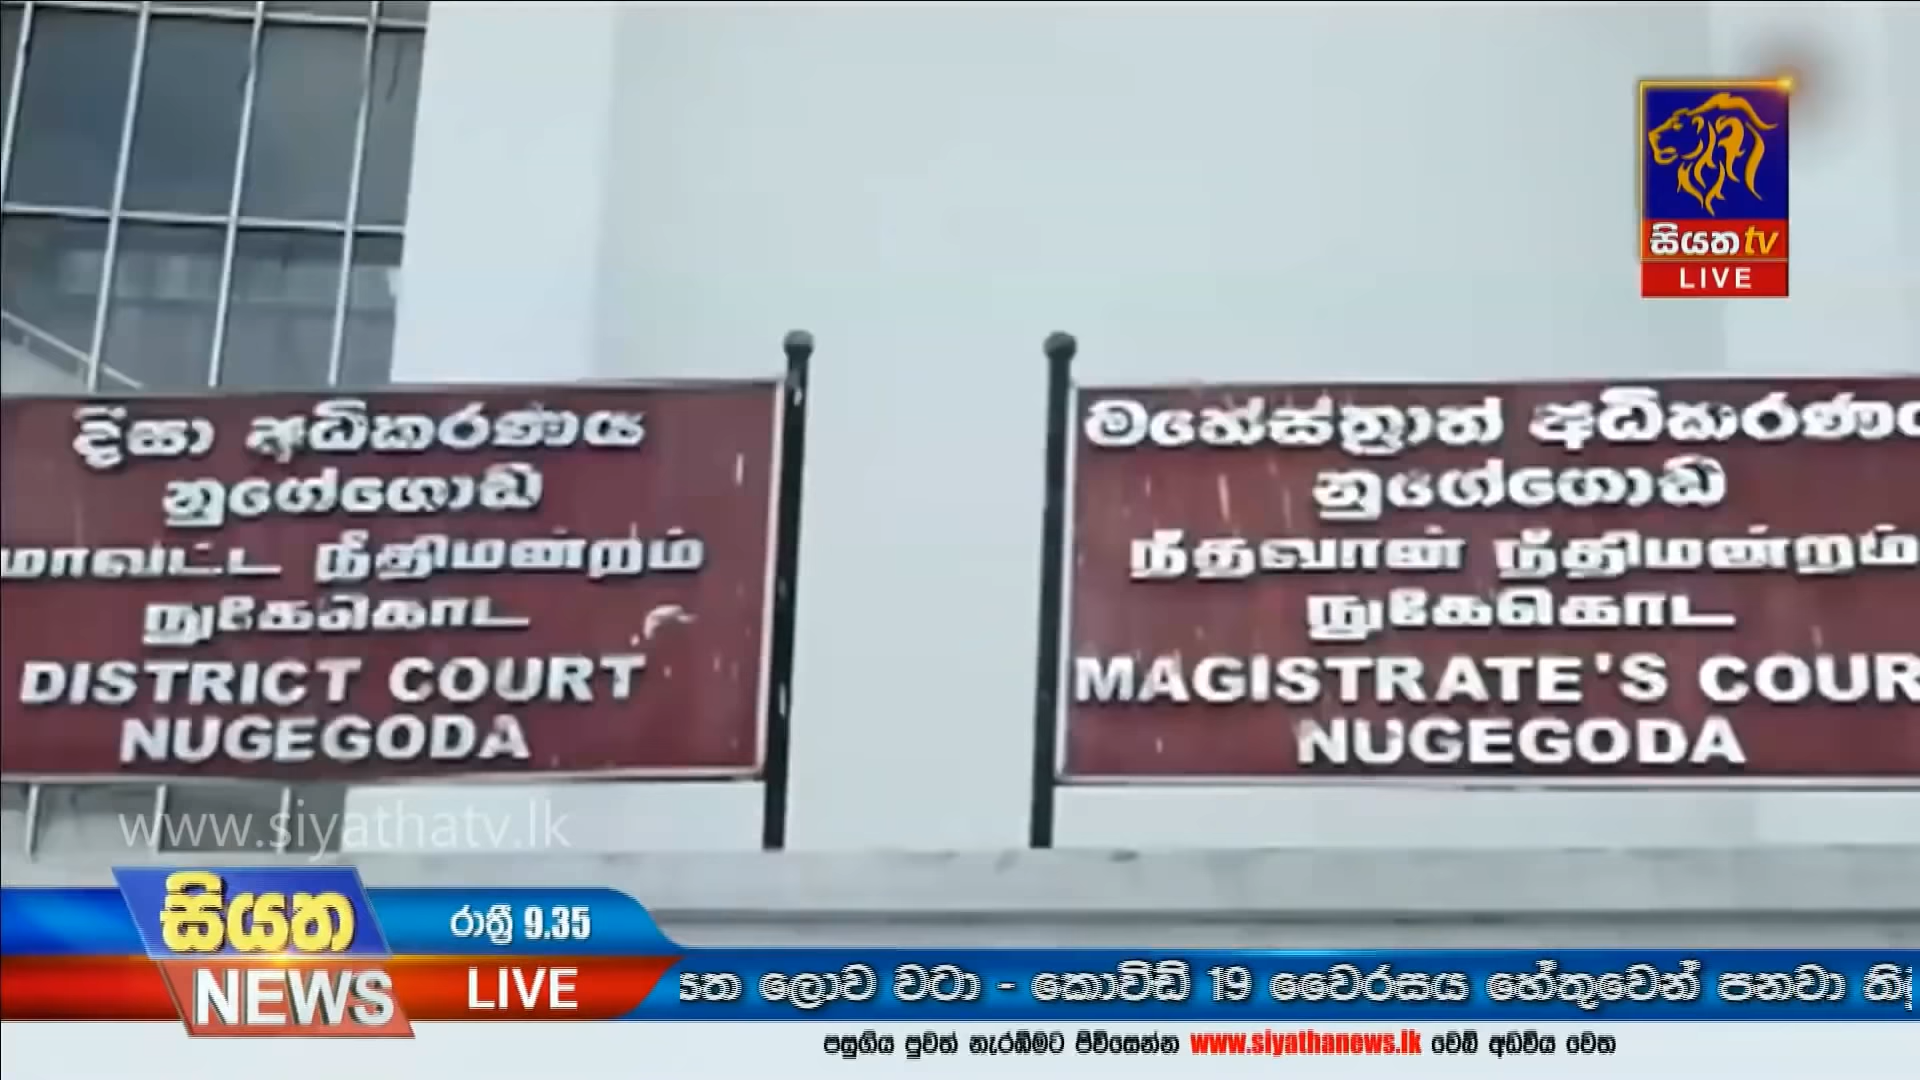 සියත tv
LIVE
දිසා අධිකරණය
නුගේගොඩ
மாவட்ட நீதிமன்றம்
நுகேகொட
DISTRICT COURT
NUGEGODA
මහේස්ත්‍රාත් අධිකරණය
නුගේගොඩ
நீதவான் நீதிமன்றம்
நுகேகொட
MAGISTRATE'S COUR
NUGEGODA
www.siyathatv.lk
සියත
NEWS
රාත්‍රී 9.35
LIVE
ලොව වටා - කොවිඩ් 19 වෛරසය හේතුවෙන් පනවා
පසුගිය පුවත් නැරඹීමට පිවිසෙන්න www.siyathanews.lk වෙබ් අඩවිය වෙත